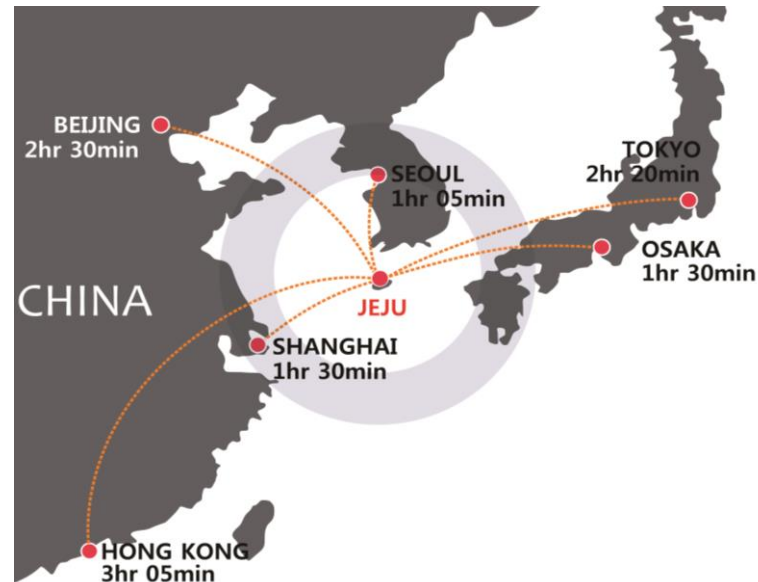 BEIJING
2hr 30min
SEOUL
1hr 05min
TOKYO
2hr 20min
OSAKA
1hr 30min
CHINA
JEJU
SHANGHAI
1hr 30min
HONG KONG
3hr 05min